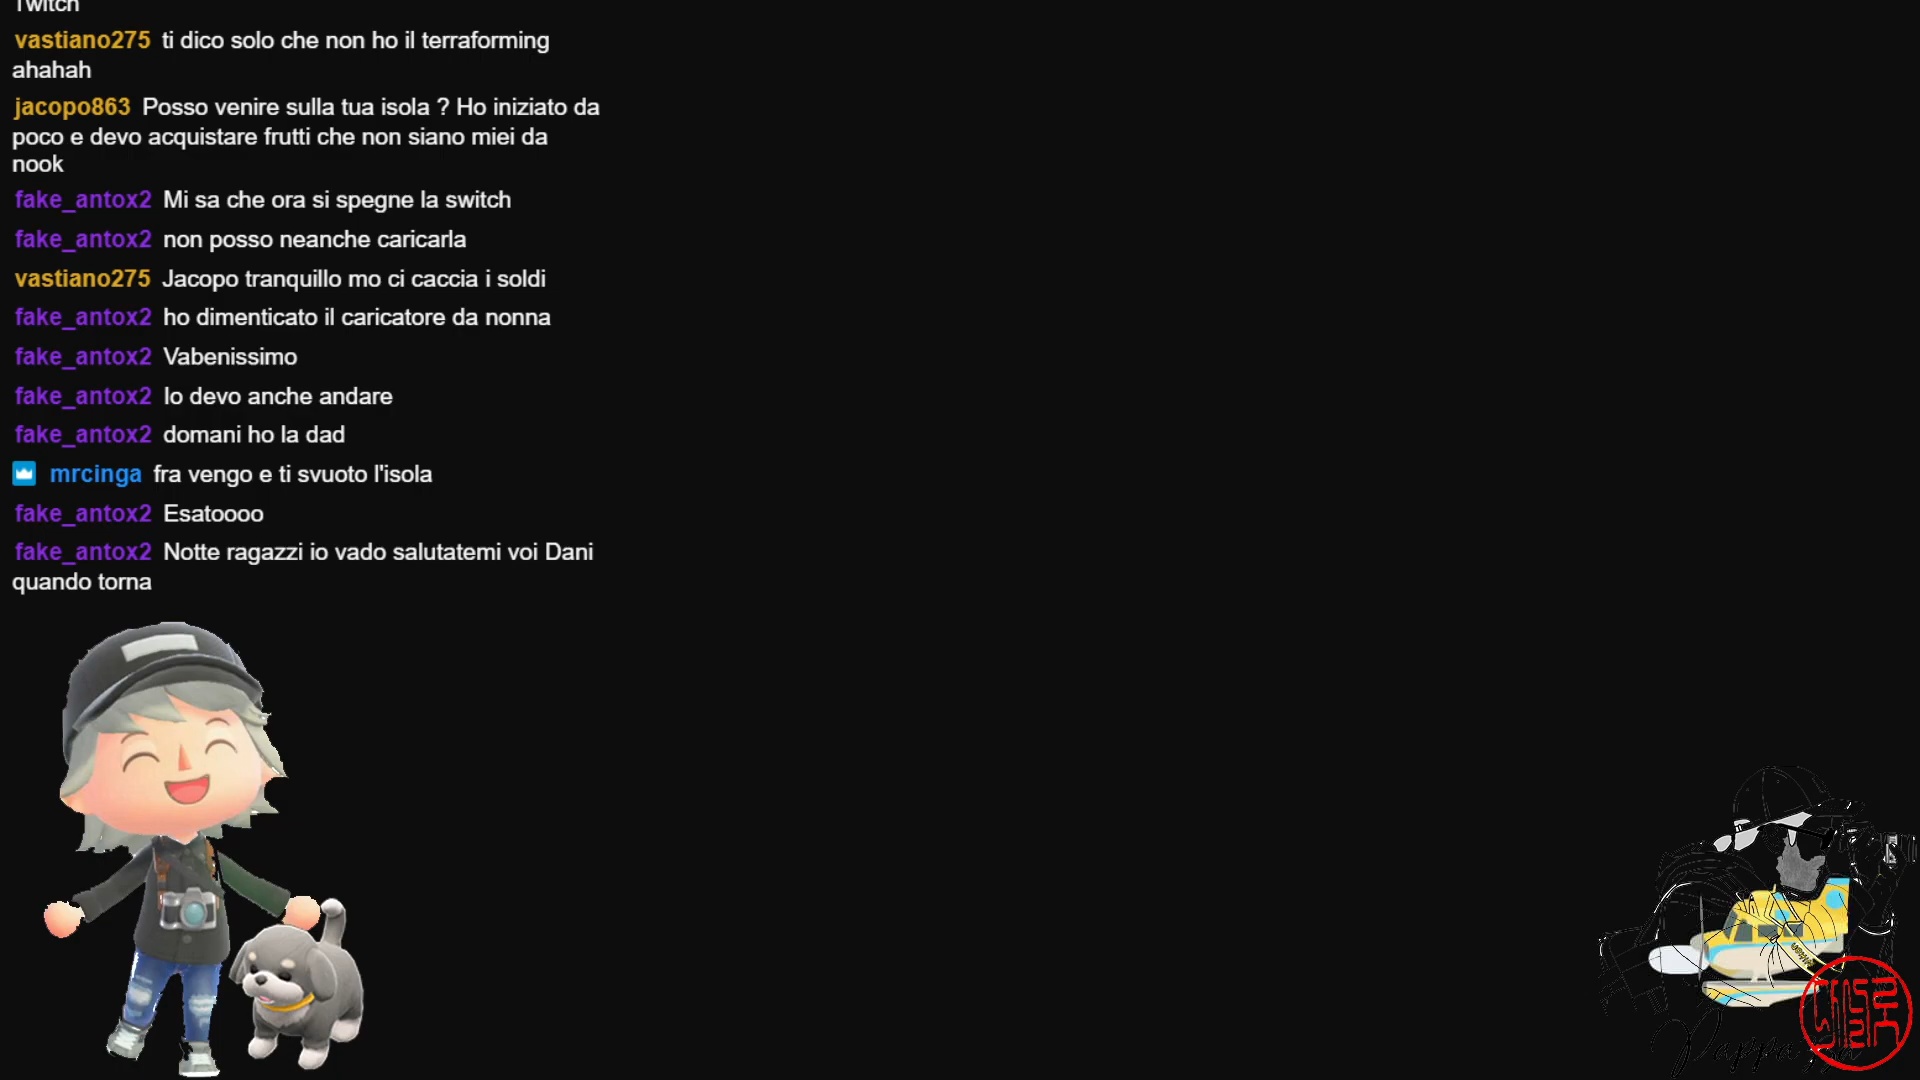 Twitch
vastiano275 ti dico solo che non ho il terraforming
ahahah
jacopo863 Posso venire sulla tua isola ? Ho iniziato da
poco e devo acquistare frutti che non siano miei da
nook
fake_antox2 Mi sa che ora si spegne la switch
fake_antox2 non posso neanche caricarla
vastiano275 Jacopo tranquillo mo ci caccia i soldi
fake_antox2 ho dimenticato il caricatore da nonna
fake_antox2 Vabenissimo
fake_antox2 Io devo anche andare
fake_antox2 domani ho la dad
mrcinga fra vengo e ti svuoto l'isola
fake_antox2 Esatoooo
fake_antox2 Notte ragazzi io vado salutatemi voi Dani
quando torna